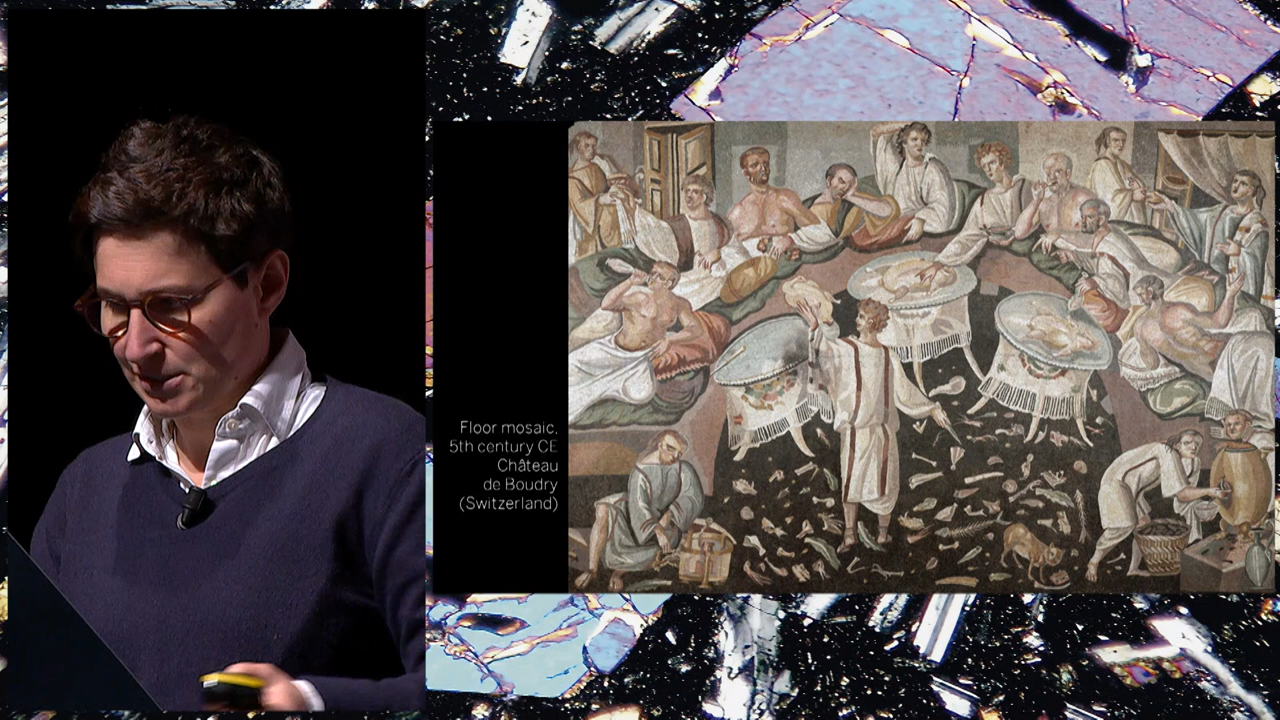 Floor mosaic,
5th century CE
Château
de Boudry
(Switzerland)